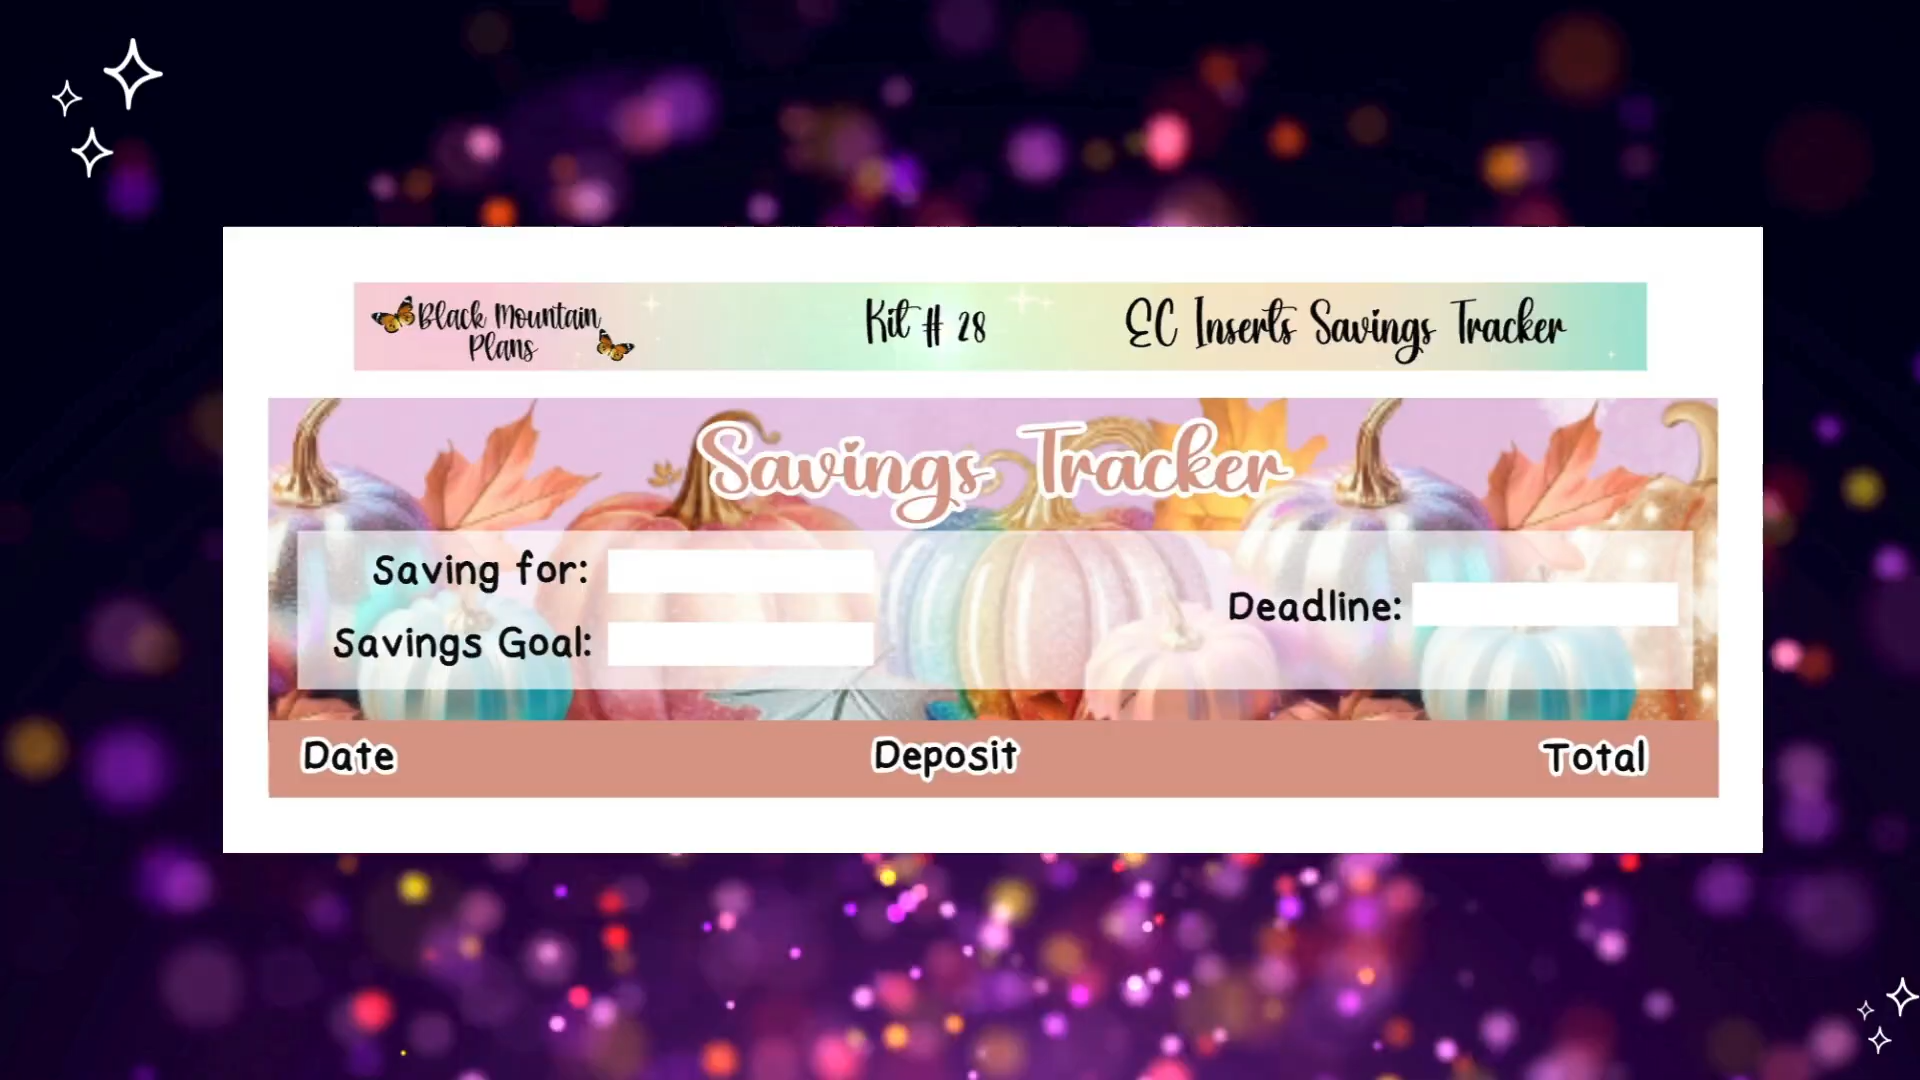 Black Mountain
Plans
Kit # 28
EC Inserts Savings Tracker
Savings Tracker
Saving for:
Savings Goal:
Deadline:
Date
Deposit
Total